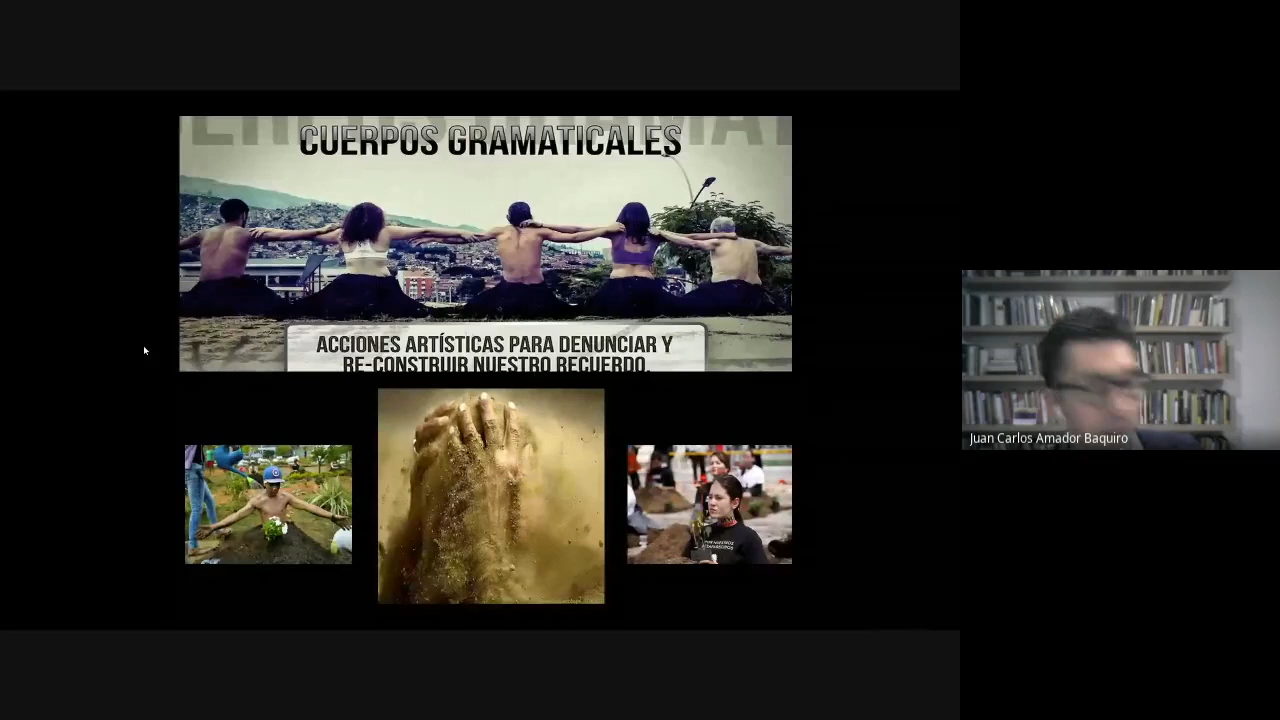 CUERPOS GRAMATICALES
ACCIONES ARTÍSTICAS PARA DENUNCIAR Y
RE-CONSTRUIR NUESTRO RECUERDO.
Juan Carlos Amador Baquiro